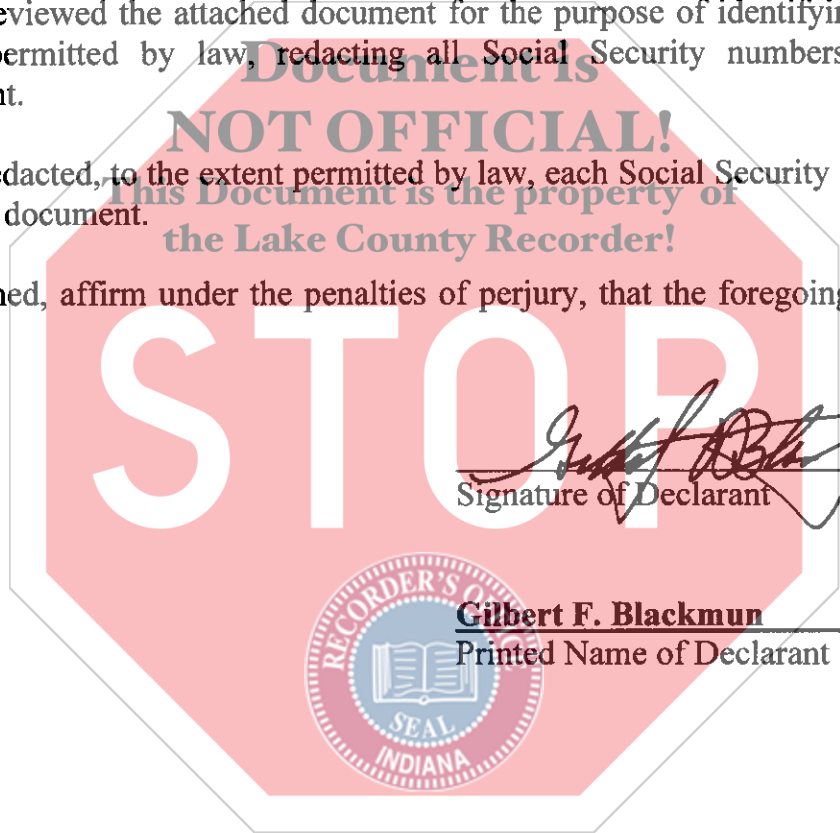 eviewed the attached document for the purpose of identifyin
Document is
permitted by law, redacting all Social Security numbers
nt.
NOT OFFICIAL!
edacted, to the extent permitted by law, each Social Security
This Document is the property of
document.
the Lake County Recorder!
ned, affirm under the penalties of perjury, that the foregoing
STOP
Signature of Declarant
RECORDER'S OFFICE
Gilbert F. Blackmun
Printed Name of Declarant
SEAL
INDIANA